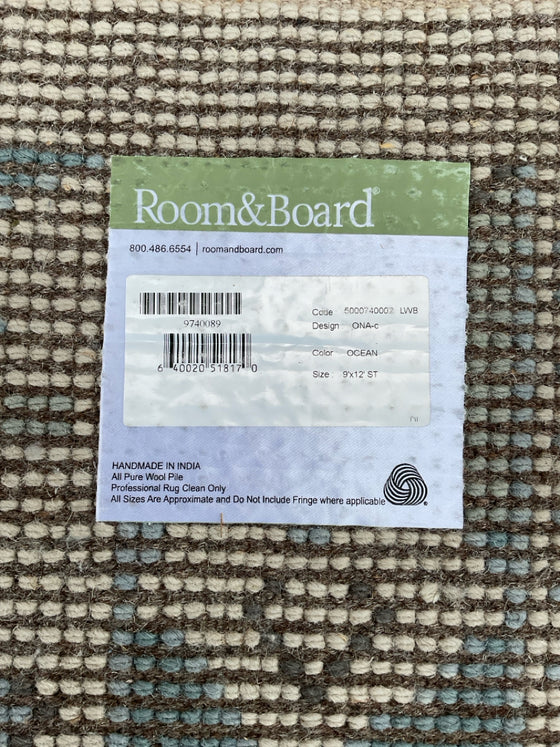 Room&Board®
800.486.6554 | roomandboard.com
9740089
6 40020 51817 0
Code 5000740002 LWB
Design ONA-c
Color OCEAN
Size : 9'x12' ST
HANDMADE IN INDIA
All Pure Wool Pile
Professional Rug Clean Only
All Sizes Are Approximate and Do Not Include Fringe where applicable